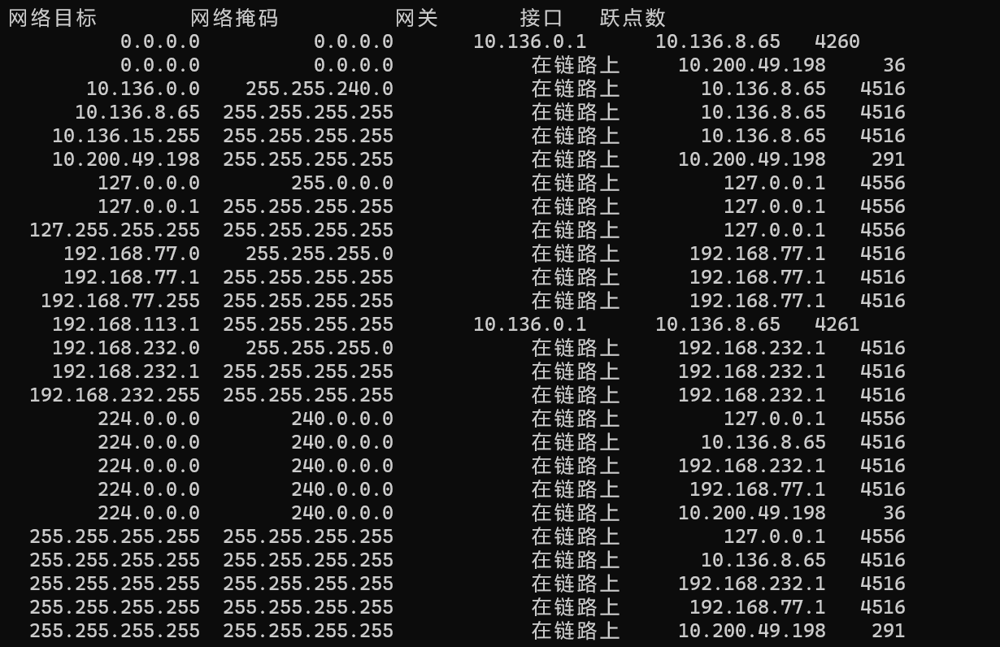 网络目标 网络掩码 网关 接口 跃点数
0.0.0.0 0.0.0.0 10.136.0.1 10.136.8.65 4260
0.0.0.0 0.0.0.0 在链路上 10.200.49.198 36
10.136.0.0 255.255.240.0 在链路上 10.136.8.65 4516
10.136.8.65 255.255.255.255 在链路上 10.136.8.65 4516
10.136.15.255 255.255.255.255 在链路上 10.136.8.65 4516
10.200.49.198 255.255.255.255 在链路上 10.200.49.198 291
127.0.0.0 255.0.0.0 在链路上 127.0.0.1 4556
127.0.0.1 255.255.255.255 在链路上 127.0.0.1 4556
127.255.255.255 255.255.255.255 在链路上 127.0.0.1 4556
192.168.77.0 255.255.255.0 在链路上 192.168.77.1 4516
192.168.77.1 255.255.255.255 在链路上 192.168.77.1 4516
192.168.77.255 255.255.255.255 在链路上 192.168.77.1 4516
192.168.113.1 255.255.255.255 10.136.0.1 10.136.8.65 4261
192.168.232.0 255.255.255.0 在链路上 192.168.232.1 4516
192.168.232.1 255.255.255.255 在链路上 192.168.232.1 4516
192.168.232.255 255.255.255.255 在链路上 192.168.232.1 4516
224.0.0.0 240.0.0.0 在链路上 127.0.0.1 4556
224.0.0.0 240.0.0.0 在链路上 10.136.8.65 4516
224.0.0.0 240.0.0.0 在链路上 192.168.232.1 4516
224.0.0.0 240.0.0.0 在链路上 192.168.77.1 4516
224.0.0.0 240.0.0.0 在链路上 10.200.49.198 36
255.255.255.255 255.255.255.255 在链路上 127.0.0.1 4556
255.255.255.255 255.255.255.255 在链路上 10.136.8.65 4516
255.255.255.255 255.255.255.255 在链路上 192.168.232.1 4516
255.255.255.255 255.255.255.255 在链路上 192.168.77.1 4516
255.255.255.255 255.255.255.255 在链路上 10.200.49.198 291